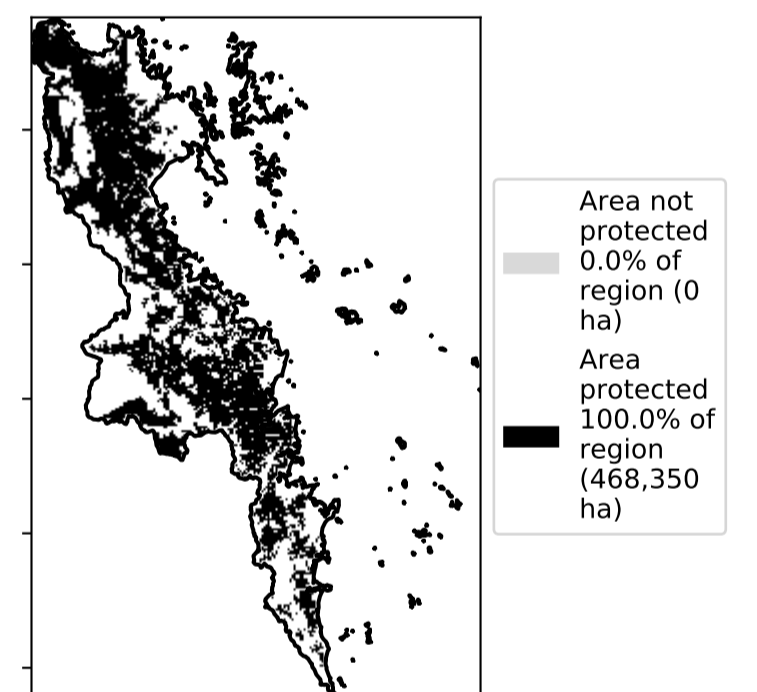 Area not
protected
0.0% of
region (0
ha)
Area
protected
100.0% of
region
(468,350
ha)